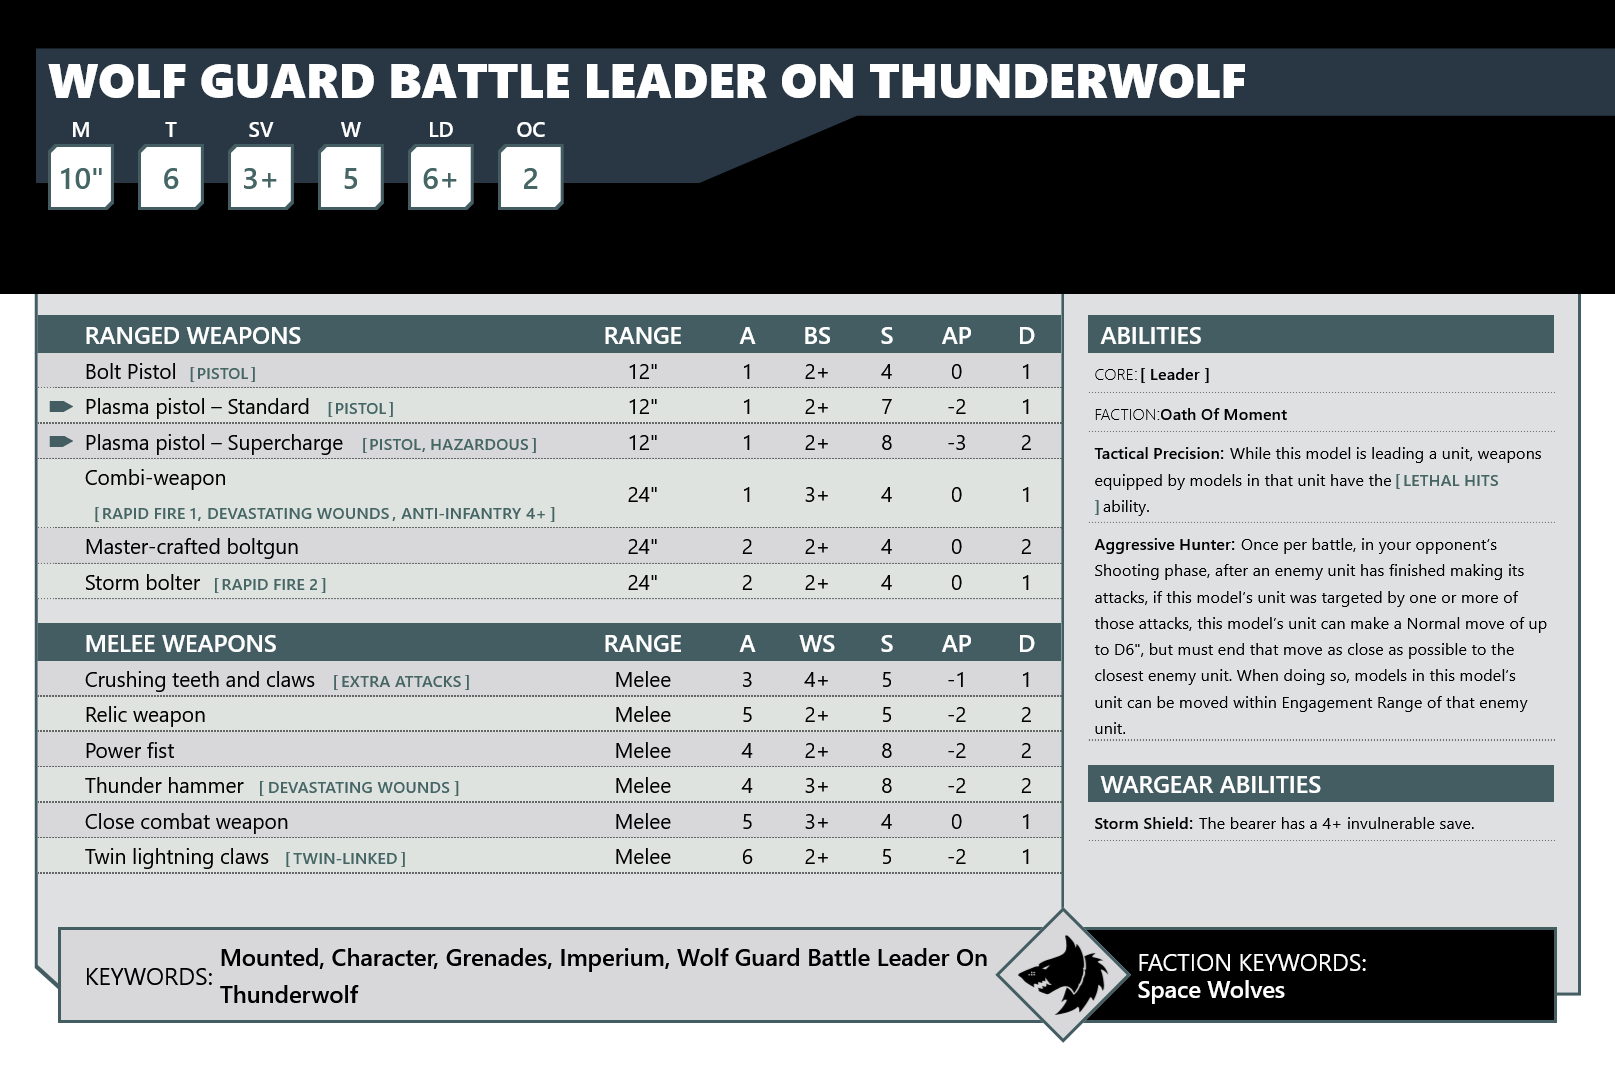 WOLF GUARD BATTLE LEADER ON THUNDERWOLF
M T SV W LD OC
10" 6 3+ 5 6+ 2
RANGED WEAPONS RANGE A BS S AP D
Bolt Pistol [PISTOL] 12" 1 2+ 4 0 1
Plasma pistol – Standard [PISTOL] 12" 1 2+ 7 -2 1
Plasma pistol – Supercharge [PISTOL, HAZARDOUS] 12" 1 2+ 8 -3 2
Combi-weapon
[RAPID FIRE 1, DEVASTATING WOUNDS, ANTI-INFANTRY 4+] 24" 1 3+ 4 0 1
Master-crafted boltgun 24" 2 2+ 4 0 2
Storm bolter [RAPID FIRE 2] 24" 2 2+ 4 0 1
MELEE WEAPONS RANGE A WS S AP D
Crushing teeth and claws [EXTRA ATTACKS] Melee 3 4+ 5 -1 1
Relic weapon Melee 5 2+ 5 -2 2
Power fist Melee 4 2+ 8 -2 2
Thunder hammer [DEVASTATING WOUNDS] Melee 4 3+ 8 -2 2
Close combat weapon Melee 5 3+ 4 0 1
Twin lightning claws [TWIN-LINKED] Melee 6 2+ 5 -2 1
ABILITIES
CORE:[ Leader ]
FACTION:Oath Of Moment
Tactical Precision: While this model is leading a unit, weapons
equipped by models in that unit have the [LETHAL HITS
] ability.
Aggressive Hunter: Once per battle, in your opponent's
Shooting phase, after an enemy unit has finished making its
attacks, if this model's unit was targeted by one or more of
those attacks, this model's unit can make a Normal move of up
to D6", but must end that move as close as possible to the
closest enemy unit. When doing so, models in this model's
unit can be moved within Engagement Range of that enemy
unit.
WARGEAR ABILITIES
Storm Shield: The bearer has a 4+ invulnerable save.
KEYWORDS: Mounted, Character, Grenades, Imperium, Wolf Guard Battle Leader On
Thunderwolf
FACTION KEYWORDS:
Space Wolves